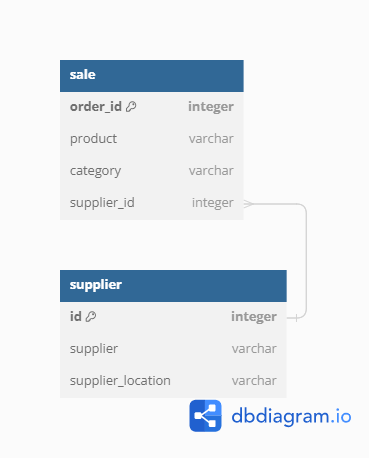 sale
order_id integer
product varchar
category varchar
supplier_id integer
supplier
id integer
supplier varchar
supplier_location varchar
dbdiagram.io